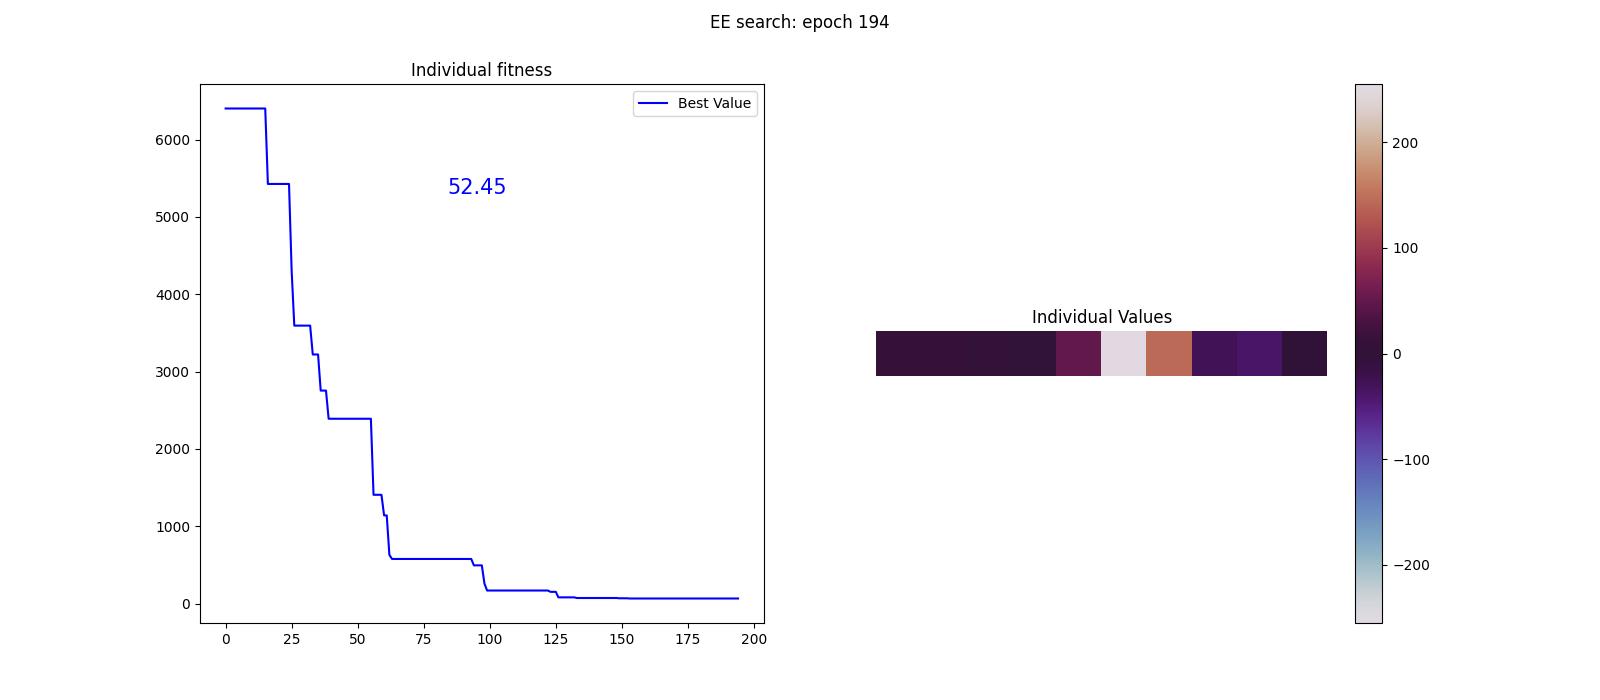 EE search: epoch 194
Individual fitness
Best Value
52.45
6000
5000
4000
3000
2000
1000
0
0 25 50 75 100 125 150 175 200
Individual Values
200
100
0
−100
−200